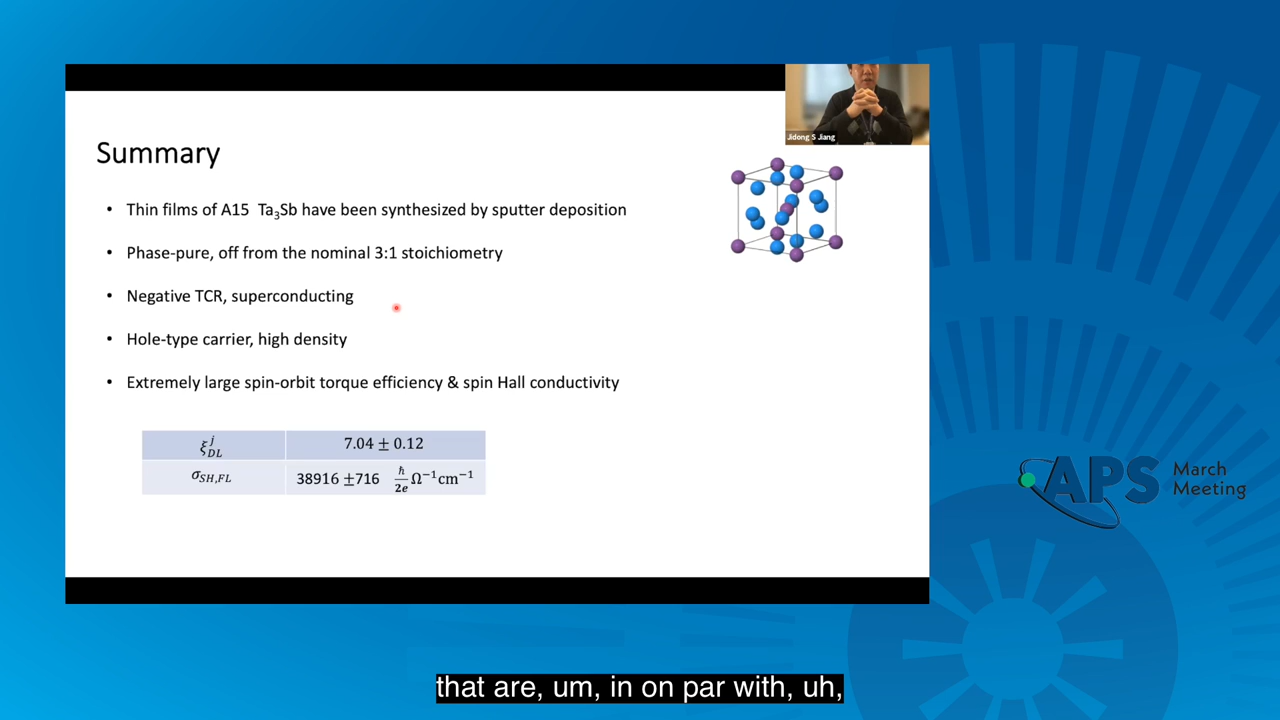 Jidong S Jiang
Summary
• Thin films of A15 Ta₃Sb have been synthesized by sputter deposition
• Phase-pure, off from the nominal 3:1 stoichiometry
• Negative TCR, superconducting
• Hole-type carrier, high density
• Extremely large spin-orbit torque efficiency & spin Hall conductivity
ξ^j_DL 7.04 ± 0.12
σ_SH,FL 38916 ±716 ℏ/2e Ω⁻¹cm⁻¹
APS March
Meeting
that are, um, in on par with, uh,